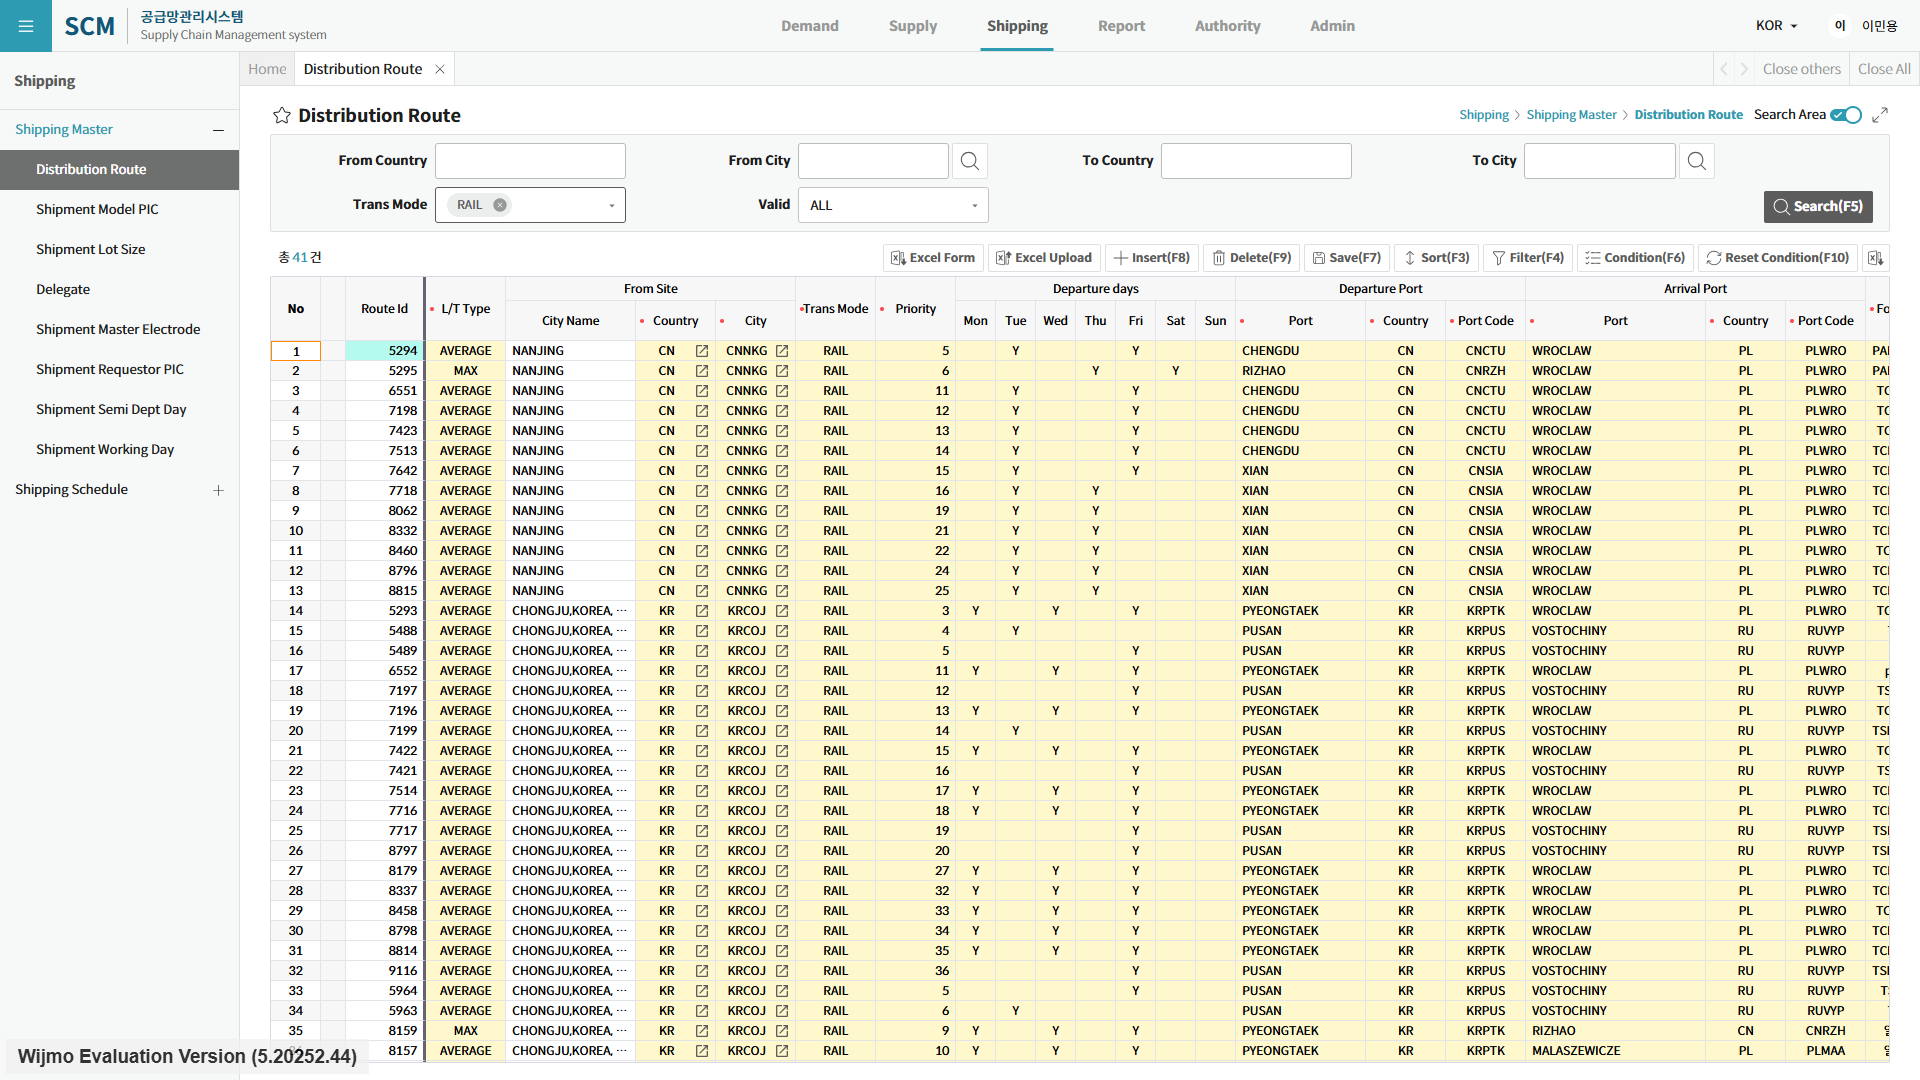 SCM 공급망관리시스템 Supply Chain Management system
Demand Supply Shipping Report Authority Admin
KOR 이 이민용
Shipping
Home Distribution Route Close others Close All
Shipping Master
Distribution Route
Shipment Model PIC
Shipment Lot Size
Delegate
Shipment Master Electrode
Shipment Requestor PIC
Shipment Semi Dept Day
Shipment Working Day
Shipping Schedule
Distribution Route
Shipping > Shipping Master > Distribution Route Search Area
From Country From City To Country To City
Trans Mode RAIL Valid ALL Search(F5)
총 41 건
Excel Form Excel Upload Insert(F8) Delete(F9) Save(F7) Sort(F3) Filter(F4) Condition(F6) Reset Condition(F10)
No Route Id L/T Type From Site Trans Mode Priority Departure days Departure Port Arrival Port Fo
City Name Country City Mon Tue Wed Thu Fri Sat Sun Port Country Port Code Port Country Port Code
1 5294 AVERAGE NANJING CN CNNKG RAIL 5 Y Y CHENGDU CN CNCTU WROCLAW PL PLWRO PAI
2 5295 MAX NANJING CN CNNKG RAIL 6 Y Y RIZHAO CN CNRZH WROCLAW PL PLWRO PAI
3 6551 AVERAGE NANJING CN CNNKG RAIL 11 Y Y CHENGDU CN CNCTU WROCLAW PL PLWRO TC
4 7198 AVERAGE NANJING CN CNNKG RAIL 12 Y Y CHENGDU CN CNCTU WROCLAW PL PLWRO TC
5 7423 AVERAGE NANJING CN CNNKG RAIL 13 Y Y CHENGDU CN CNCTU WROCLAW PL PLWRO TC
6 7513 AVERAGE NANJING CN CNNKG RAIL 14 Y Y CHENGDU CN CNCTU WROCLAW PL PLWRO TCI
7 7642 AVERAGE NANJING CN CNNKG RAIL 15 Y Y XIAN CN CNSIA WROCLAW PL PLWRO TCI
8 7718 AVERAGE NANJING CN CNNKG RAIL 16 Y Y XIAN CN CNSIA WROCLAW PL PLWRO TCI
9 8062 AVERAGE NANJING CN CNNKG RAIL 19 Y Y XIAN CN CNSIA WROCLAW PL PLWRO TCI
10 8332 AVERAGE NANJING CN CNNKG RAIL 21 Y Y XIAN CN CNSIA WROCLAW PL PLWRO TCI
11 8460 AVERAGE NANJING CN CNNKG RAIL 22 Y Y XIAN CN CNSIA WROCLAW PL PLWRO TC
12 8796 AVERAGE NANJING CN CNNKG RAIL 24 Y Y XIAN CN CNSIA WROCLAW PL PLWRO TCI
13 8815 AVERAGE NANJING CN CNNKG RAIL 25 Y Y XIAN CN CNSIA WROCLAW PL PLWRO TCI
14 5293 AVERAGE CHONGJU,KOREA, ··· KR KRCOJ RAIL 3 Y Y Y PYEONGTAEK KR KRPTK WROCLAW PL PLWRO TC
15 5488 AVERAGE CHONGJU,KOREA, ··· KR KRCOJ RAIL 4 Y PUSAN KR KRPUS VOSTOCHINY RU RUVYP
16 5489 AVERAGE CHONGJU,KOREA, ··· KR KRCOJ RAIL 5 Y PUSAN KR KRPUS VOSTOCHINY RU RUVYP
17 6552 AVERAGE CHONGJU,KOREA, ··· KR KRCOJ RAIL 11 Y Y Y PYEONGTAEK KR KRPTK WROCLAW PL PLWRO p
18 7197 AVERAGE CHONGJU,KOREA, ··· KR KRCOJ RAIL 12 Y PUSAN KR KRPUS VOSTOCHINY RU RUVYP TS
19 7196 AVERAGE CHONGJU,KOREA, ··· KR KRCOJ RAIL 13 Y Y Y PYEONGTAEK KR KRPTK WROCLAW PL PLWRO TC
20 7199 AVERAGE CHONGJU,KOREA, ··· KR KRCOJ RAIL 14 Y PUSAN KR KRPUS VOSTOCHINY RU RUVYP TSI
21 7422 AVERAGE CHONGJU,KOREA, ··· KR KRCOJ RAIL 15 Y Y Y PYEONGTAEK KR KRPTK WROCLAW PL PLWRO TC
22 7421 AVERAGE CHONGJU,KOREA, ··· KR KRCOJ RAIL 16 Y PUSAN KR KRPUS VOSTOCHINY RU RUVYP TS
23 7514 AVERAGE CHONGJU,KOREA, ··· KR KRCOJ RAIL 17 Y Y Y PYEONGTAEK KR KRPTK WROCLAW PL PLWRO TCI
24 7716 AVERAGE CHONGJU,KOREA, ··· KR KRCOJ RAIL 18 Y Y Y PYEONGTAEK KR KRPTK WROCLAW PL PLWRO TCI
25 7717 AVERAGE CHONGJU,KOREA, ··· KR KRCOJ RAIL 19 Y PUSAN KR KRPUS VOSTOCHINY RU RUVYP TSI
26 8797 AVERAGE CHONGJU,KOREA, ··· KR KRCOJ RAIL 20 Y PUSAN KR KRPUS VOSTOCHINY RU RUVYP TSI
27 8179 AVERAGE CHONGJU,KOREA, ··· KR KRCOJ RAIL 27 Y Y Y PYEONGTAEK KR KRPTK WROCLAW PL PLWRO TCI
28 8337 AVERAGE CHONGJU,KOREA, ··· KR KRCOJ RAIL 32 Y Y Y PYEONGTAEK KR KRPTK WROCLAW PL PLWRO TCI
29 8458 AVERAGE CHONGJU,KOREA, ··· KR KRCOJ RAIL 33 Y Y Y PYEONGTAEK KR KRPTK WROCLAW PL PLWRO TC
30 8798 AVERAGE CHONGJU,KOREA, ··· KR KRCOJ RAIL 34 Y Y Y PYEONGTAEK KR KRPTK WROCLAW PL PLWRO TCI
31 8814 AVERAGE CHONGJU,KOREA, ··· KR KRCOJ RAIL 35 Y Y Y PYEONGTAEK KR KRPTK WROCLAW PL PLWRO TCI
32 9116 AVERAGE CHONGJU,KOREA, ··· KR KRCOJ RAIL 36 Y PUSAN KR KRPUS VOSTOCHINY RU RUVYP TSI
33 5964 AVERAGE CHONGJU,KOREA, ··· KR KRCOJ RAIL 5 Y PUSAN KR KRPUS VOSTOCHINY RU RUVYP T
34 5963 AVERAGE CHONGJU,KOREA, ··· KR KRCOJ RAIL 6 Y PUSAN KR KRPUS VOSTOCHINY RU RUVYP
35 8159 MAX CHONGJU,KOREA, ··· KR KRCOJ RAIL 9 Y Y Y PYEONGTAEK KR KRPTK RIZHAO CN CNRZH
8157 AVERAGE CHONGJU,KOREA, ··· KR KRCOJ RAIL 10 Y Y Y PYEONGTAEK KR KRPTK MALASZEWICZE PL PLMAA
Wijmo Evaluation Version (5.20252.44)